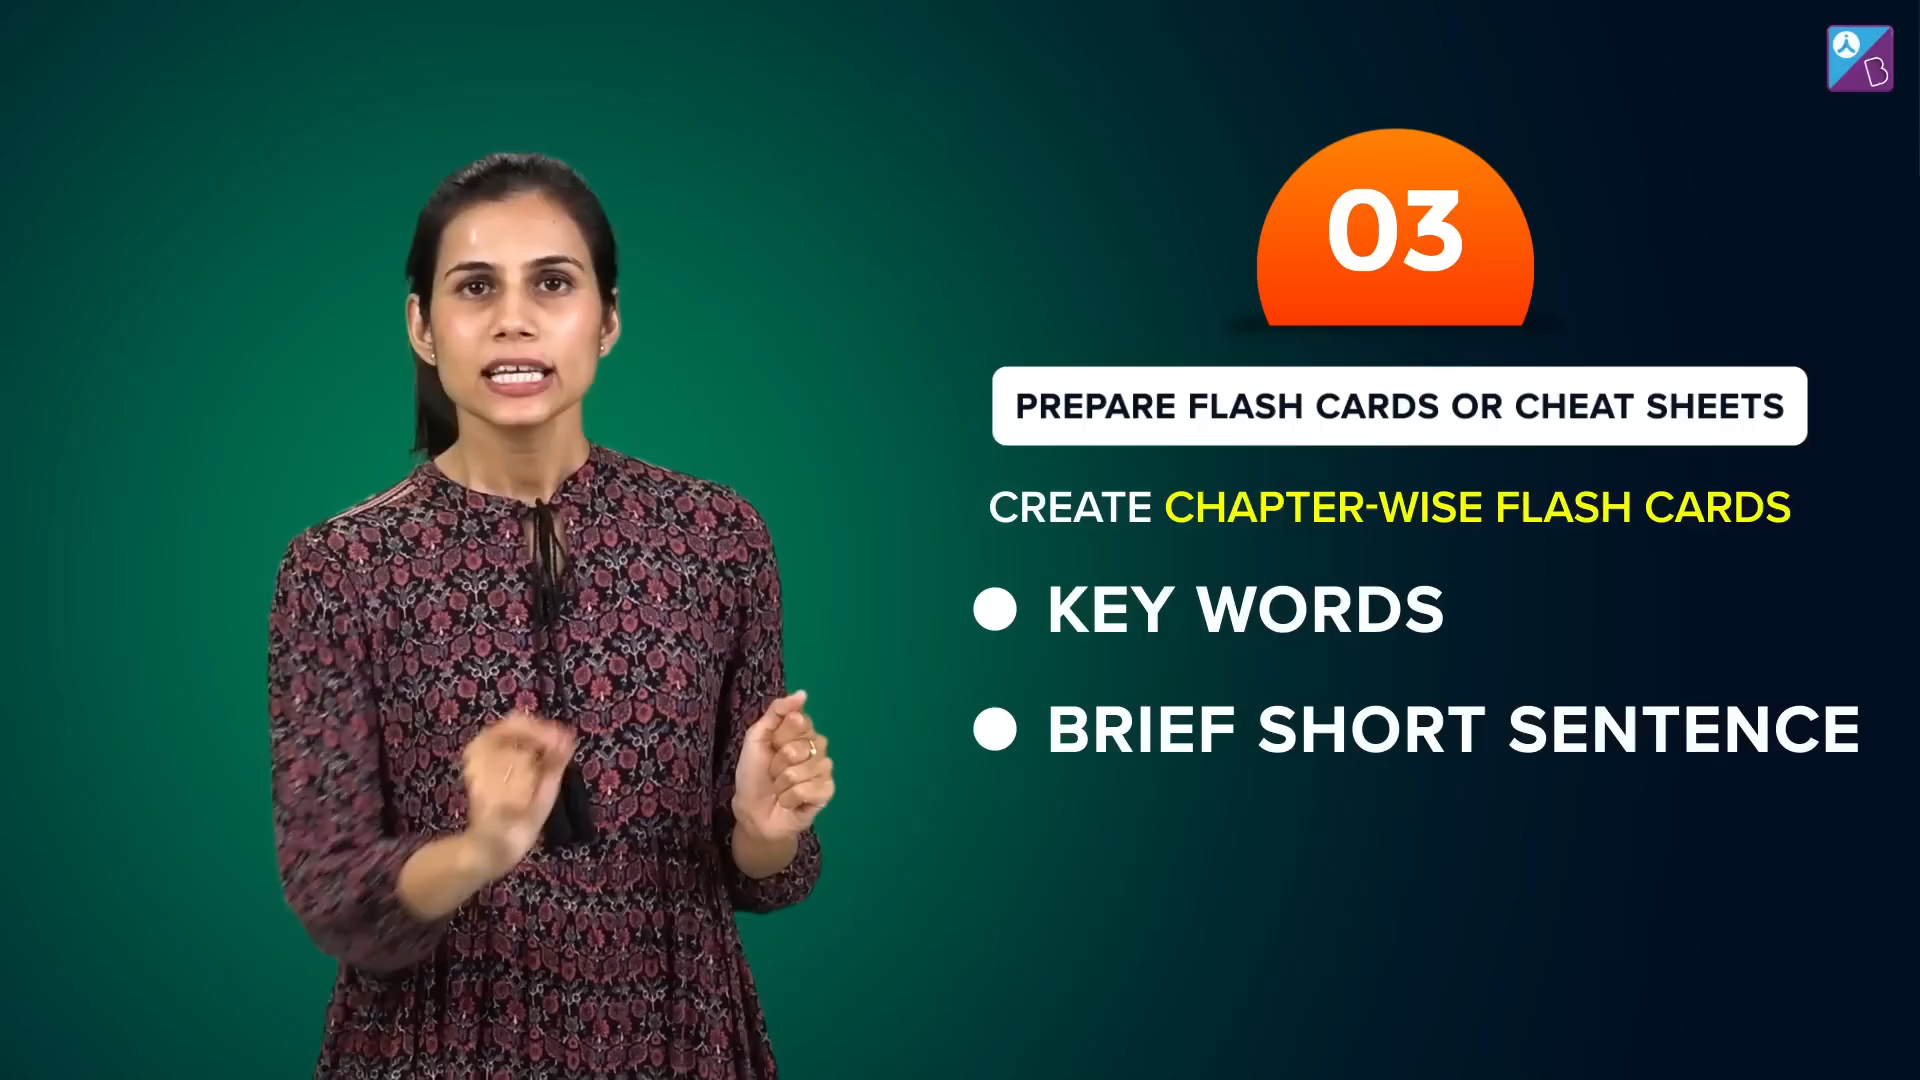 03
PREPARE FLASH CARDS OR CHEAT SHEETS
CREATE CHAPTER-WISE FLASH CARDS
KEY WORDS
BRIEF SHORT SENTENCE
B